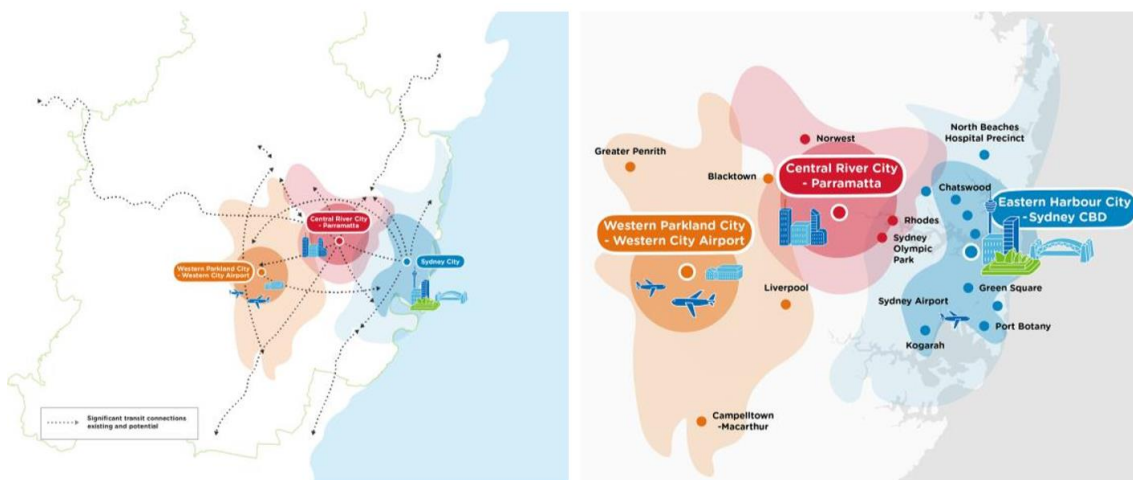 Central River City
- Parramatta
Western Parkland City
- Western City Airport
Sydney City
Significant transit connections
existing and potential
North Beaches
Hospital Precinct
Norwest
Greater Penrith
Blacktown
Central River City
- Parramatta
Chatswood
Eastern Harbour City
- Sydney CBD
Rhodes
Sydney
Olympic
Park
Western Parkland City
- Western City Airport
Liverpool
Green Square
Sydney Airport
Port Botany
Kogarah
Campelltown
-Macarthur